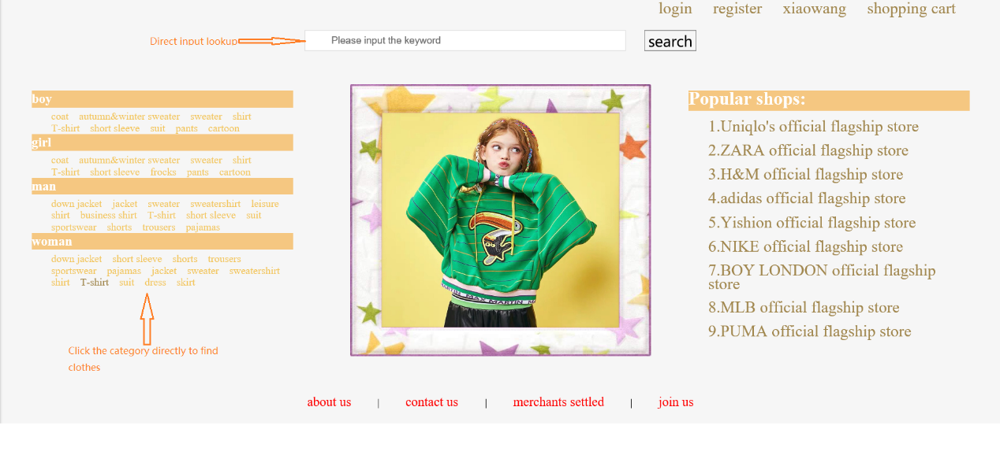 login register xiaowang shopping cart
Direct input lookup
Please input the keyword
search
boy
coat autumn&winter sweater sweater shirt
T-shirt short sleeve suit pants cartoon
girl
coat autumn&winter sweater sweater shirt
T-shirt short sleeve frocks pants cartoon
man
down jacket jacket sweater sweatershirt leisure
shirt business shirt T-shirt short sleeve suit
sportswear shorts trousers pajamas
woman
down jacket short sleeve shorts trousers
sportswear pajamas jacket sweater sweatershirt
shirt T-shirt suit dress skirt
Click the category directly to find
clothes
MAX MARTIN
Popular shops:
1.Uniqlo's official flagship store
2.ZARA official flagship store
3.H&M official flagship store
4.adidas official flagship store
5.Yishion official flagship store
6.NIKE official flagship store
7.BOY LONDON official flagship
store
8.MLB official flagship store
9.PUMA official flagship store
about us | contact us | merchants settled | join us